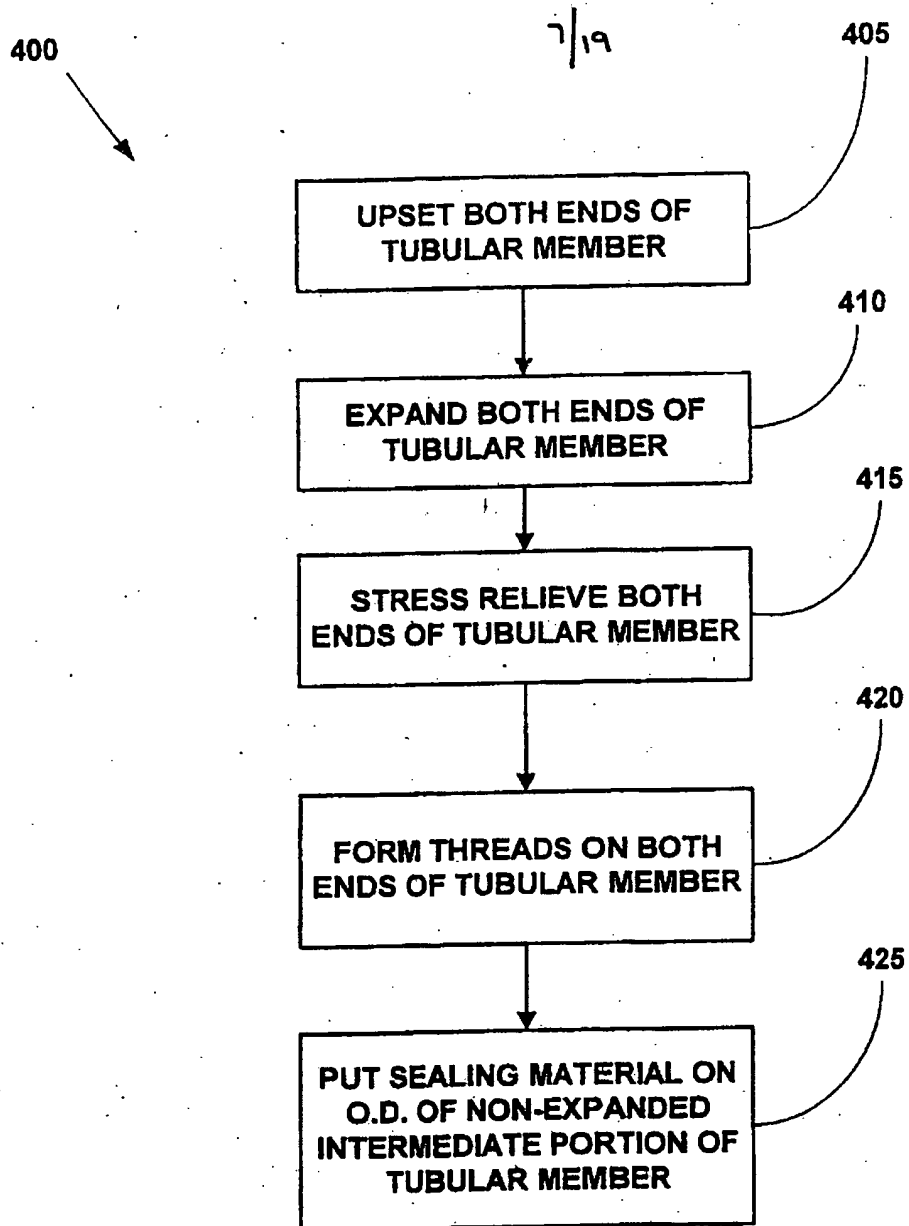 7/19
400
405
UPSET BOTH ENDS OF
TUBULAR MEMBER
410
EXPAND BOTH ENDS OF
TUBULAR MEMBER
415
STRESS RELIEVE BOTH
ENDS OF TUBULAR MEMBER
420
FORM THREADS ON BOTH
ENDS OF TUBULAR MEMBER
425
PUT SEALING MATERIAL ON
O.D. OF NON-EXPANDED
INTERMEDIATE PORTION OF
TUBULAR MEMBER